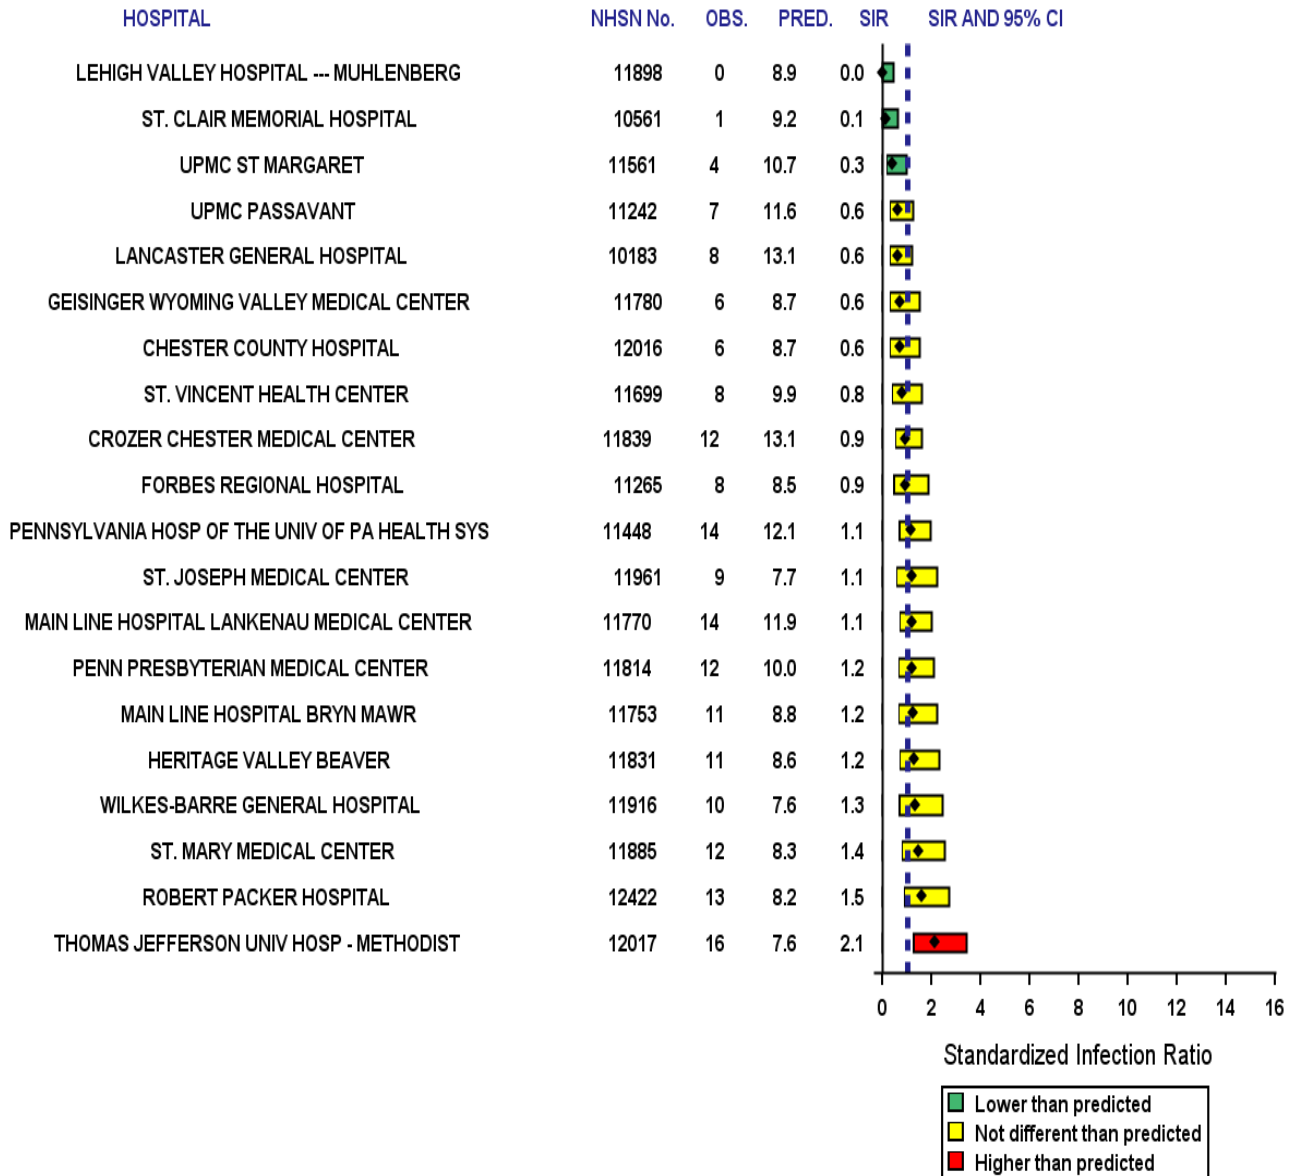 HOSPITAL NHSN No. OBS. PRED. SIR SIR AND 95% CI
LEHIGH VALLEY HOSPITAL --- MUHLENBERG 11898 0 8.9 0.0
ST. CLAIR MEMORIAL HOSPITAL 10561 1 9.2 0.1
UPMC ST MARGARET 11561 4 10.7 0.3
UPMC PASSAVANT 11242 7 11.6 0.6
LANCASTER GENERAL HOSPITAL 10183 8 13.1 0.6
GEISINGER WYOMING VALLEY MEDICAL CENTER 11780 6 8.7 0.6
CHESTER COUNTY HOSPITAL 12016 6 8.7 0.6
ST. VINCENT HEALTH CENTER 11699 8 9.9 0.8
CROZER CHESTER MEDICAL CENTER 11839 12 13.1 0.9
FORBES REGIONAL HOSPITAL 11265 8 8.5 0.9
PENNSYLVANIA HOSP OF THE UNIV OF PA HEALTH SYS 11448 14 12.1 1.1
ST. JOSEPH MEDICAL CENTER 11961 9 7.7 1.1
MAIN LINE HOSPITAL LANKENAU MEDICAL CENTER 11770 14 11.9 1.1
PENN PRESBYTERIAN MEDICAL CENTER 11814 12 10.0 1.2
MAIN LINE HOSPITAL BRYN MAWR 11753 11 8.8 1.2
HERITAGE VALLEY BEAVER 11831 11 8.6 1.2
WILKES-BARRE GENERAL HOSPITAL 11916 10 7.6 1.3
ST. MARY MEDICAL CENTER 11885 12 8.3 1.4
ROBERT PACKER HOSPITAL 12422 13 8.2 1.5
THOMAS JEFFERSON UNIV HOSP - METHODIST 12017 16 7.6 2.1
0 2 4 6 8 10 12 14 16
Standardized Infection Ratio
Lower than predicted
Not different than predicted
Higher than predicted